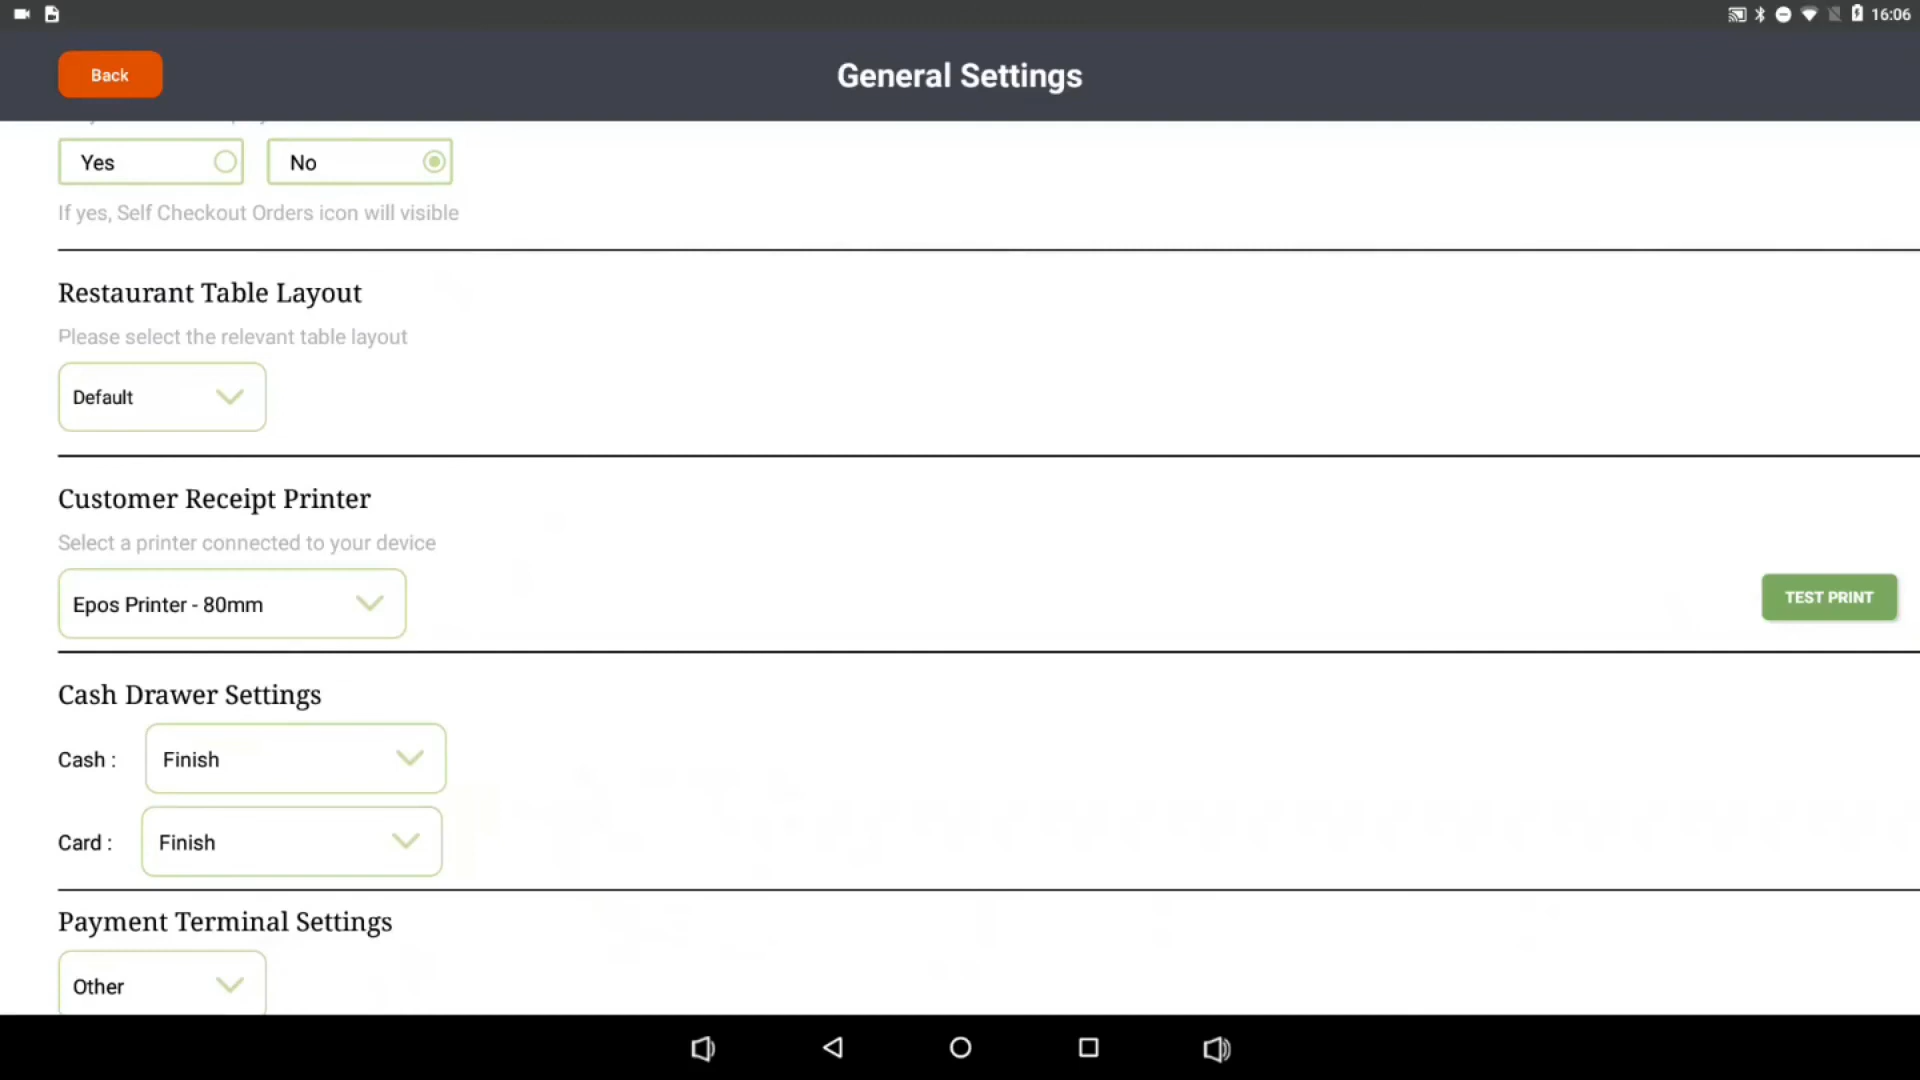 16:06
Back
General Settings
Yes
No
If yes, Self Checkout Orders icon will visible
Restaurant Table Layout
Please select the relevant table layout
Default
Customer Receipt Printer
Select a printer connected to your device
Epos Printer - 80mm
TEST PRINT
Cash Drawer Settings
Cash :
Finish
Card :
Finish
Payment Terminal Settings
Other